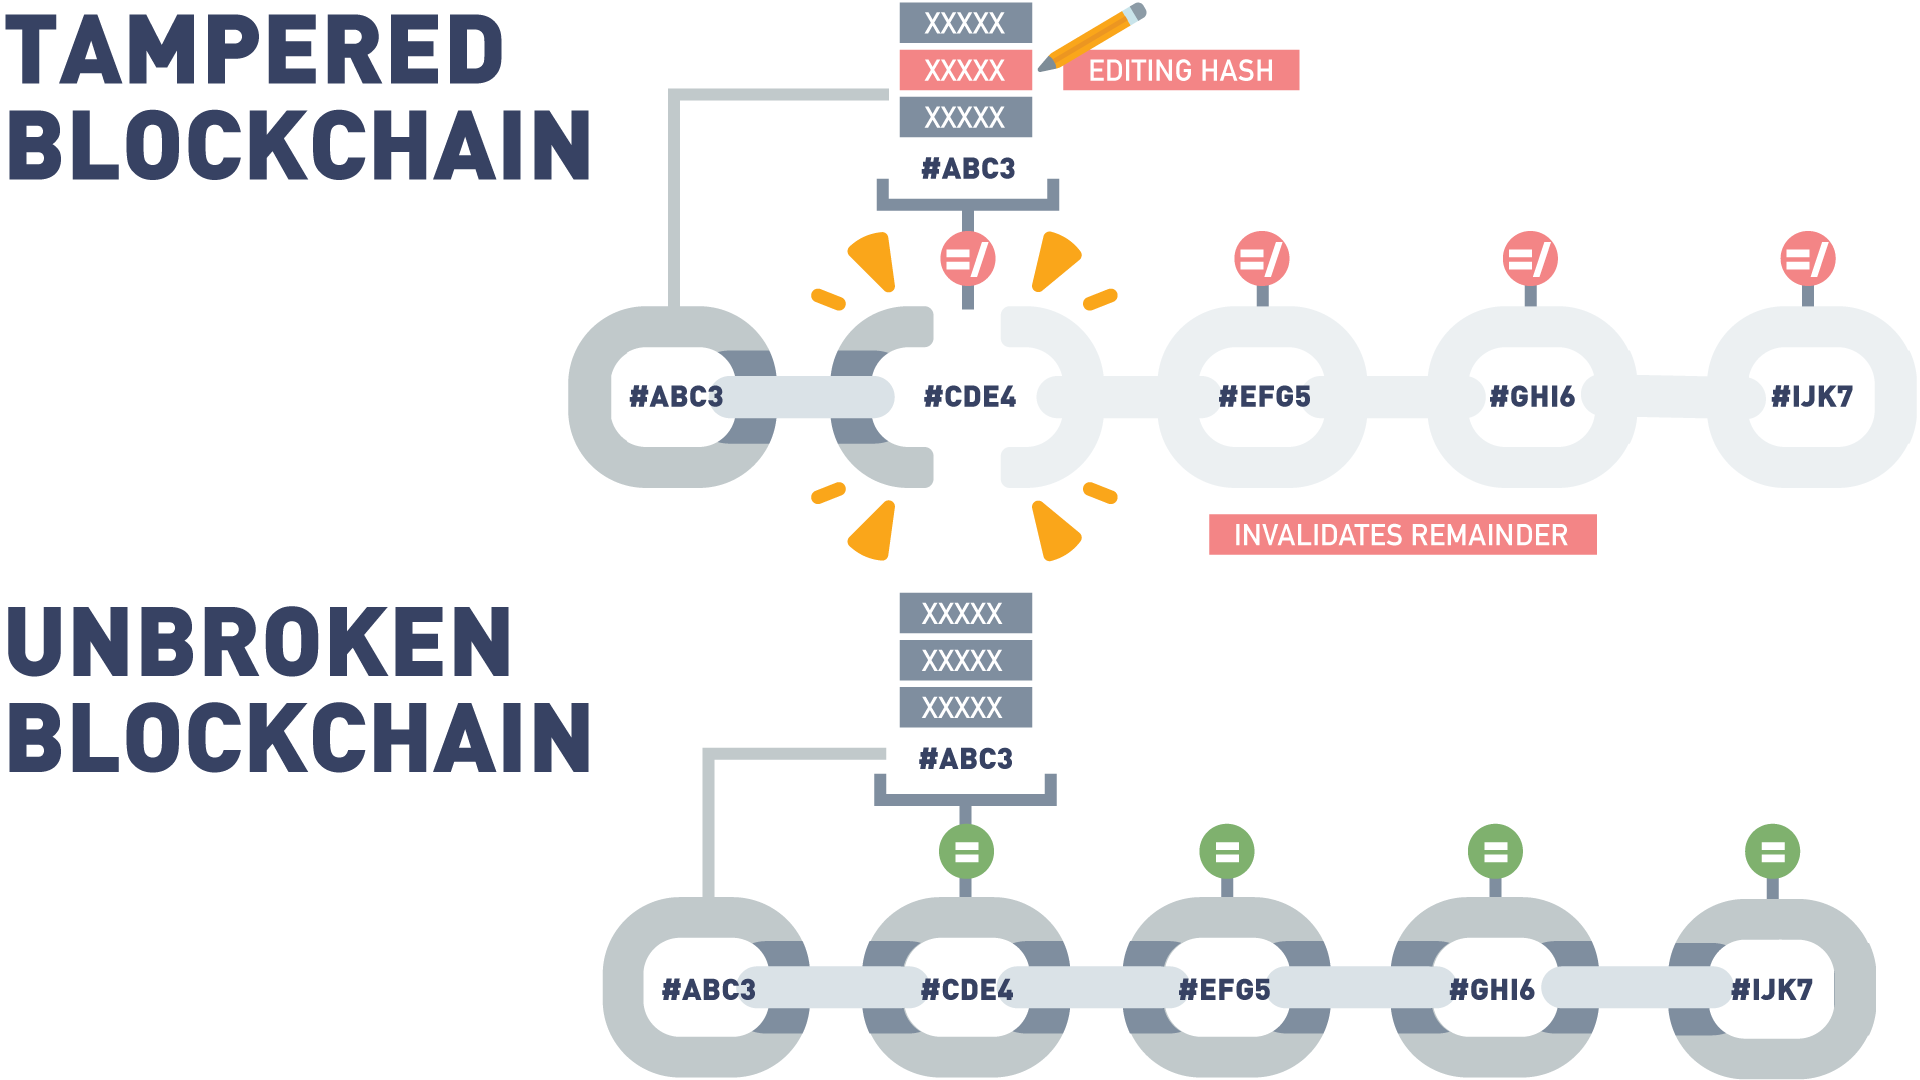 TAMPERED
BLOCKCHAIN
XXXXX
XXXXX
EDITING HASH
XXXXX
#ABC3
=/ =/ =/ =/
#ABC3 #CDE4 #EFG5 #GHI6 #IJK7
INVALIDATES REMAINDER
UNBROKEN
BLOCKCHAIN
XXXXX
XXXXX
XXXXX
#ABC3
= = = =
#ABC3 #CDE4 #EFG5 #GHI6 #IJK7